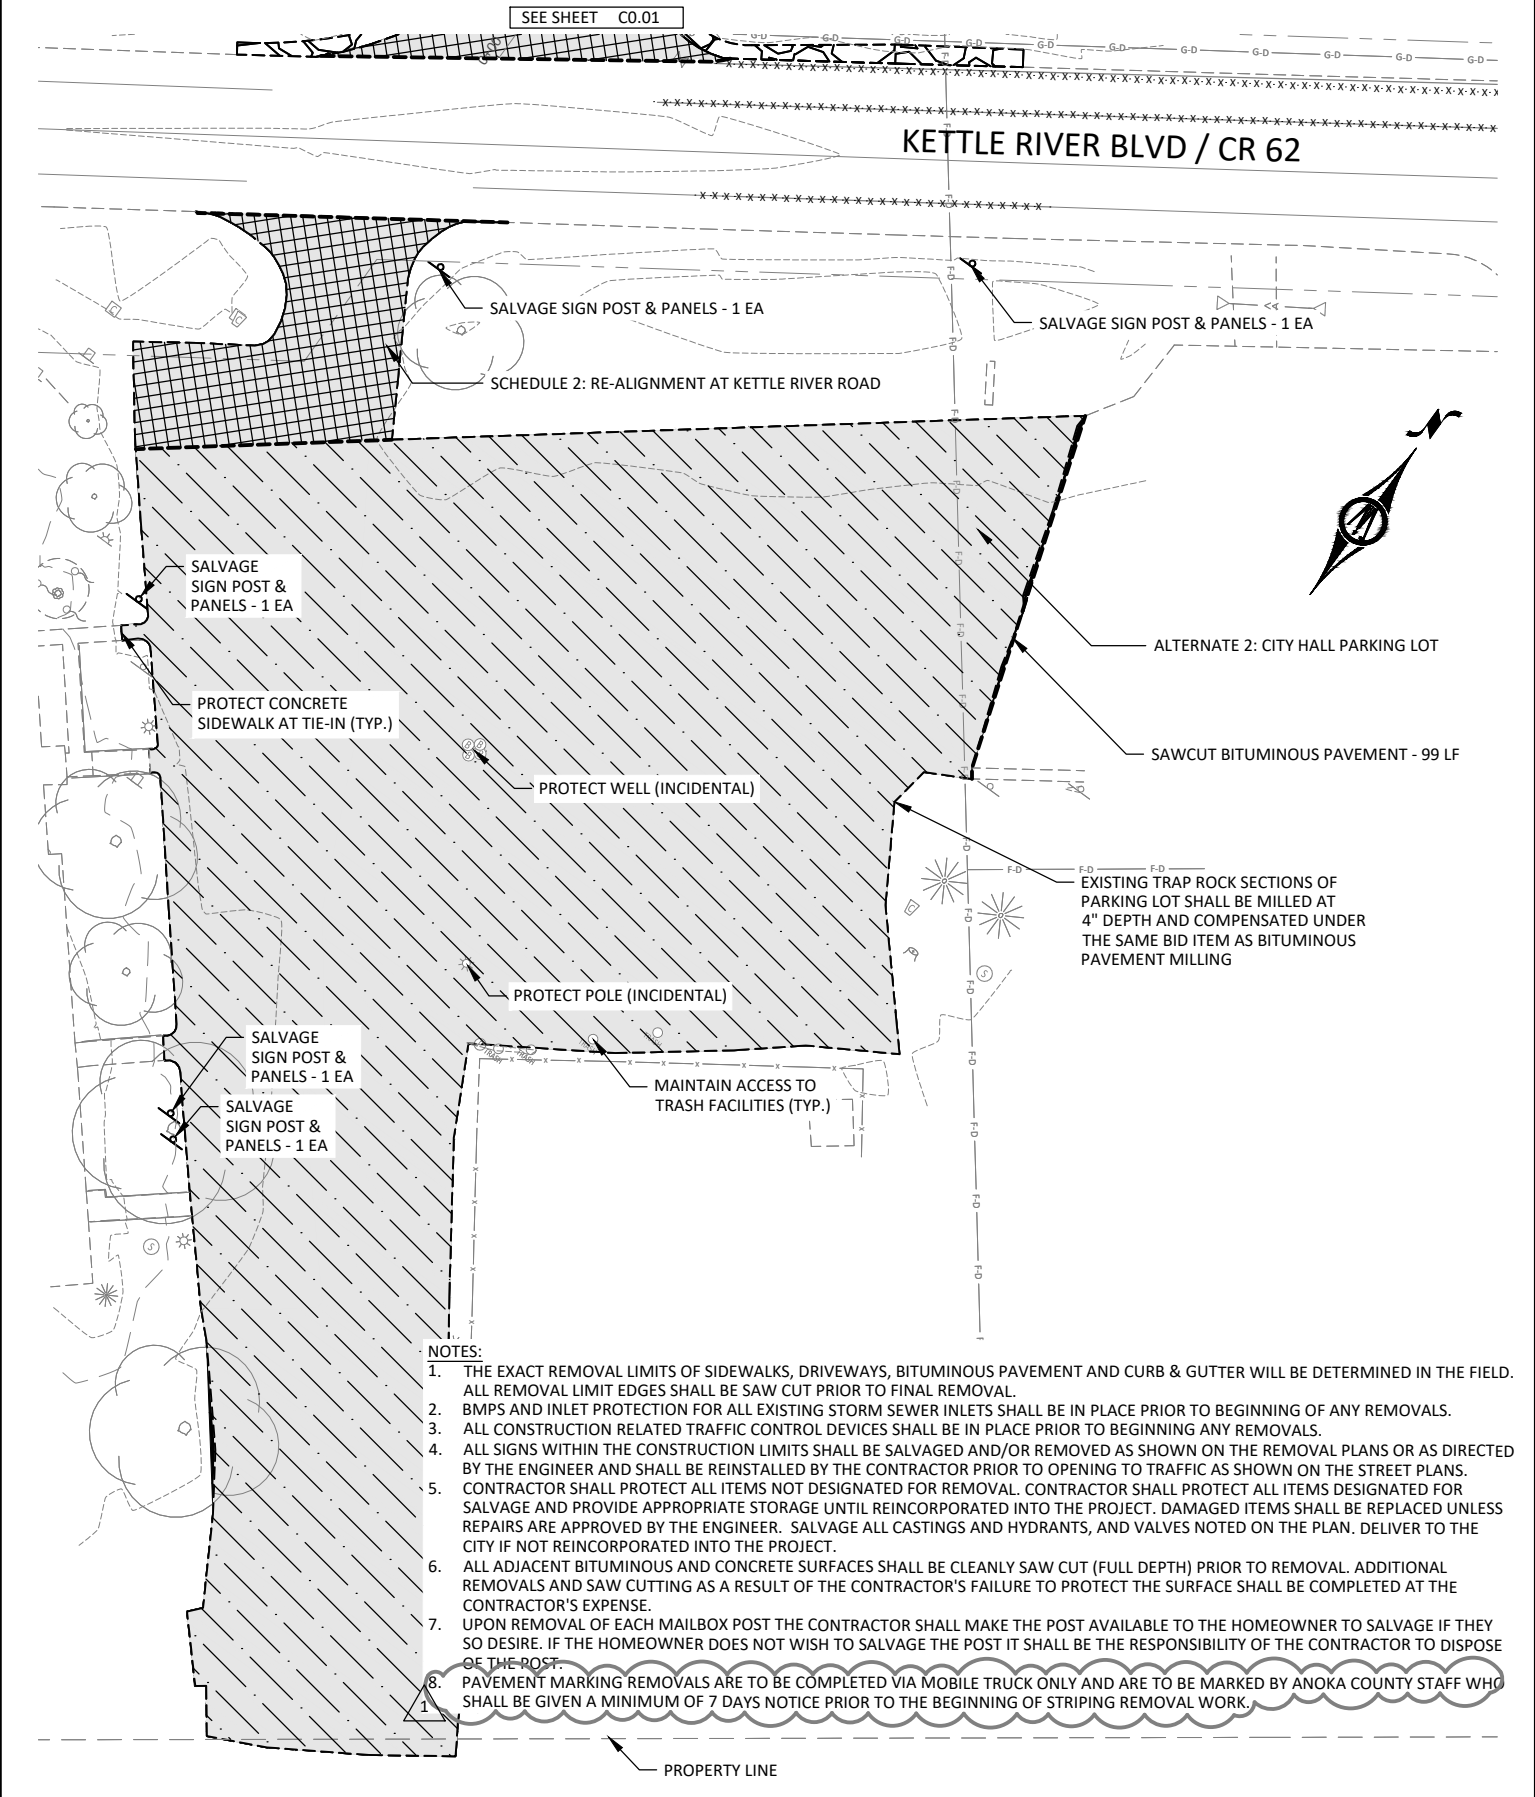 SEE SHEET C0.01
KETTLE RIVER BLVD / CR 62
SALVAGE SIGN POST & PANELS - 1 EA
SALVAGE SIGN POST & PANELS - 1 EA
SCHEDULE 2: RE-ALIGNMENT AT KETTLE RIVER ROAD
SALVAGE
SIGN POST &
PANELS - 1 EA
ALTERNATE 2: CITY HALL PARKING LOT
PROTECT CONCRETE
SIDEWALK AT TIE-IN (TYP.)
SAWCUT BITUMINOUS PAVEMENT - 99 LF
PROTECT WELL (INCIDENTAL)
EXISTING TRAP ROCK SECTIONS OF
PARKING LOT SHALL BE MILLED AT
4" DEPTH AND COMPENSATED UNDER
THE SAME BID ITEM AS BITUMINOUS
PAVEMENT MILLING
PROTECT POLE (INCIDENTAL)
SALVAGE
SIGN POST &
PANELS - 1 EA
MAINTAIN ACCESS TO
TRASH FACILITIES (TYP.)
SALVAGE
SIGN POST &
PANELS - 1 EA
NOTES:
1. THE EXACT REMOVAL LIMITS OF SIDEWALKS, DRIVEWAYS, BITUMINOUS PAVEMENT AND CURB & GUTTER WILL BE DETERMINED IN THE FIELD.
ALL REMOVAL LIMIT EDGES SHALL BE SAW CUT PRIOR TO FINAL REMOVAL.
2. BMPS AND INLET PROTECTION FOR ALL EXISTING STORM SEWER INLETS SHALL BE IN PLACE PRIOR TO BEGINNING OF ANY REMOVALS.
3. ALL CONSTRUCTION RELATED TRAFFIC CONTROL DEVICES SHALL BE IN PLACE PRIOR TO BEGINNING ANY REMOVALS.
4. ALL SIGNS WITHIN THE CONSTRUCTION LIMITS SHALL BE SALVAGED AND/OR REMOVED AS SHOWN ON THE REMOVAL PLANS OR AS DIRECTED
BY THE ENGINEER AND SHALL BE REINSTALLED BY THE CONTRACTOR PRIOR TO OPENING TO TRAFFIC AS SHOWN ON THE STREET PLANS.
5. CONTRACTOR SHALL PROTECT ALL ITEMS NOT DESIGNATED FOR REMOVAL. CONTRACTOR SHALL PROTECT ALL ITEMS DESIGNATED FOR
SALVAGE AND PROVIDE APPROPRIATE STORAGE UNTIL REINCORPORATED INTO THE PROJECT. DAMAGED ITEMS SHALL BE REPLACED UNLESS
REPAIRS ARE APPROVED BY THE ENGINEER. SALVAGE ALL CASTINGS AND HYDRANTS, AND VALVES NOTED ON THE PLAN. DELIVER TO THE
CITY IF NOT REINCORPORATED INTO THE PROJECT.
6. ALL ADJACENT BITUMINOUS AND CONCRETE SURFACES SHALL BE CLEANLY SAW CUT (FULL DEPTH) PRIOR TO REMOVAL. ADDITIONAL
REMOVALS AND SAW CUTTING AS A RESULT OF THE CONTRACTOR'S FAILURE TO PROTECT THE SURFACE SHALL BE COMPLETED AT THE
CONTRACTOR'S EXPENSE.
7. UPON REMOVAL OF EACH MAILBOX POST THE CONTRACTOR SHALL MAKE THE POST AVAILABLE TO THE HOMEOWNER TO SALVAGE IF THEY
SO DESIRE. IF THE HOMEOWNER DOES NOT WISH TO SALVAGE THE POST IT SHALL BE THE RESPONSIBILITY OF THE CONTRACTOR TO DISPOSE
OF THE POST.
8. PAVEMENT MARKING REMOVALS ARE TO BE COMPLETED VIA MOBILE TRUCK ONLY AND ARE TO BE MARKED BY ANOKA COUNTY STAFF WHO
SHALL BE GIVEN A MINIMUM OF 7 DAYS NOTICE PRIOR TO THE BEGINNING OF STRIPING REMOVAL WORK.
1
PROPERTY LINE